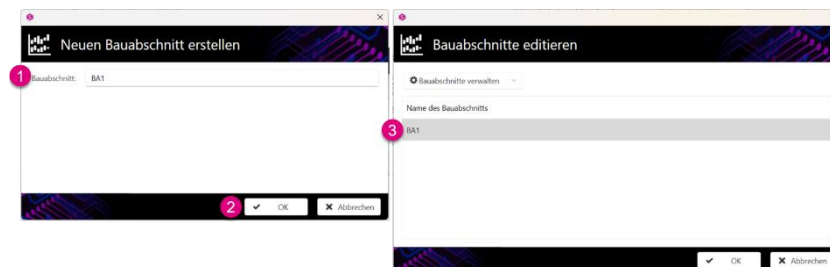 Neuen Bauabschnitt erstellen
1
Bauabschnitt:
BA1
2
OK
Abbrechen
Bauabschnitte editieren
Bauabschnitte verwalten
Name des Bauabschnitts
3
BA1
OK
Abbrechen